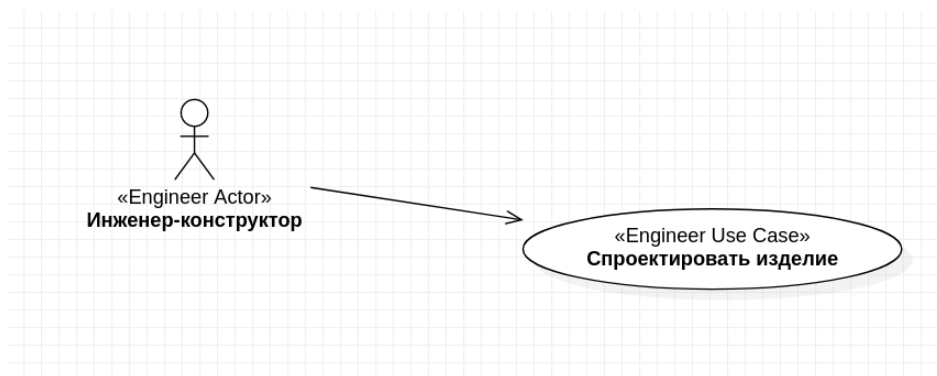 «Engineer Actor»
Инженер-конструктор
«Engineer Use Case»
Спроектировать изделие